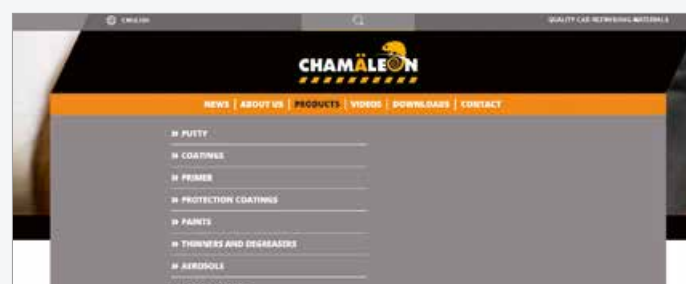 ENGLISH
QUALITY CAR REFINISHING MATERIALS
CHAMÄLEON
NEWS | ABOUT US | PRODUCTS | VIDEOS | DOWNLOADS | CONTACT
» PUTTY
» COATINGS
» PRIMER
» PROTECTION COATINGS
» PAINTS
» THINNERS AND DEGREASERS
» AEROSOLS